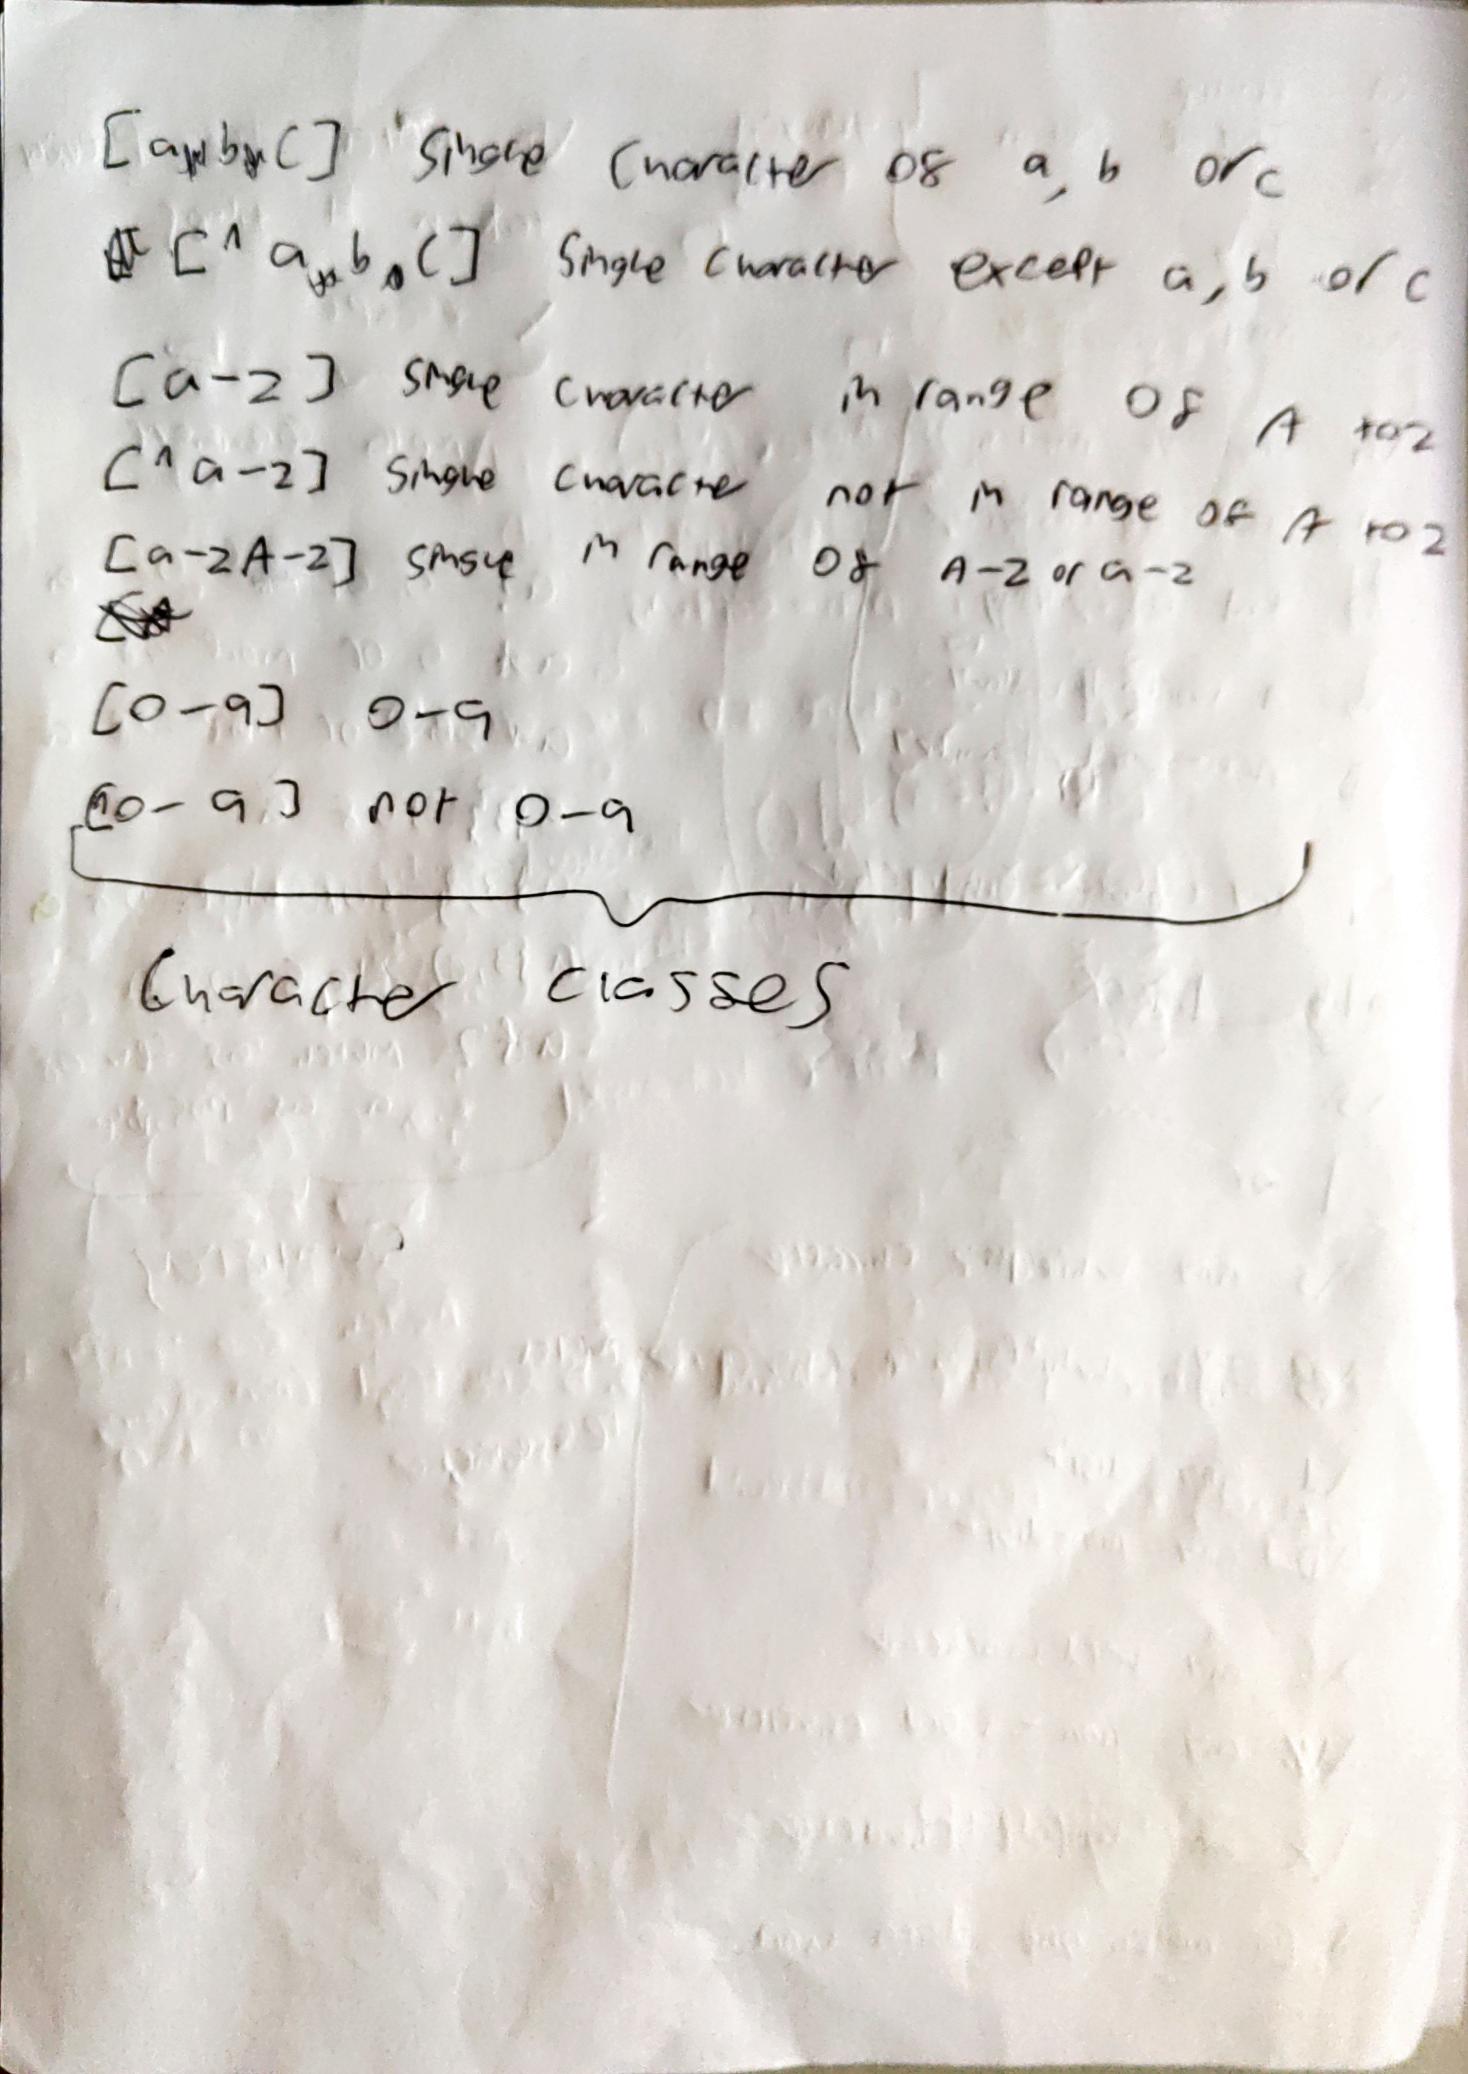 [abc] single character of a, b or c
[^abc] single character except a, b or c
[a-z] single character in range of A to z
[^a-z] single character not in range of A to z
[a-zA-Z] single in range of A-Z or a-z
[0-9] 0-9
[^0-9] not 0-9
Character classes